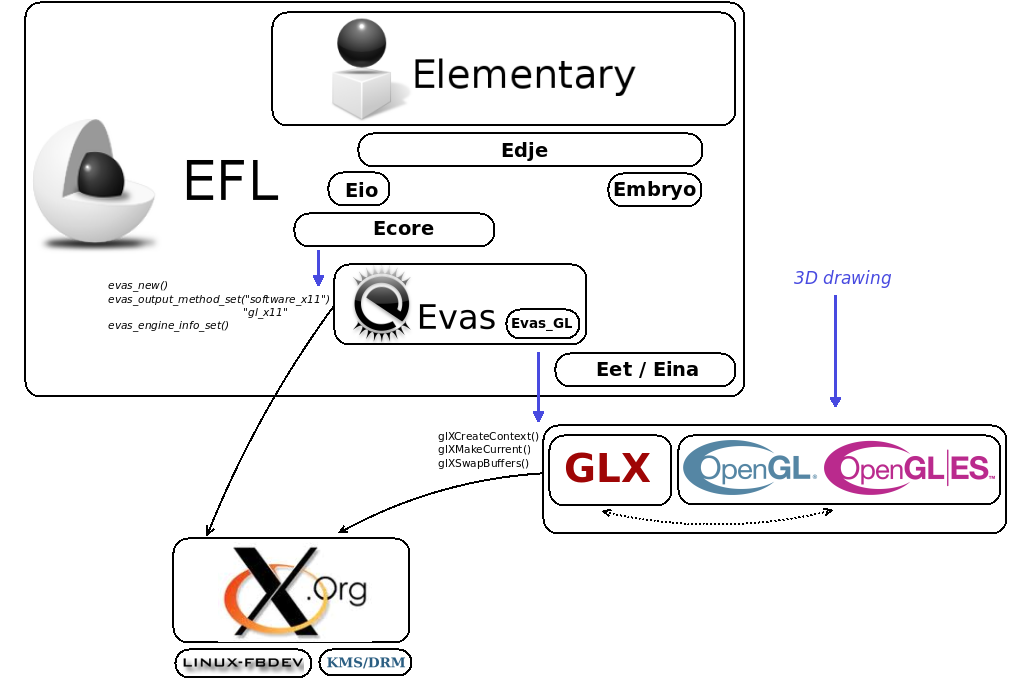 Elementary
Edje
EFL
Eio
Embryo
Ecore
evas_new()
evas_output_method_set("software_x11")
"gl_x11"
evas_engine_info_set()
Evas
Evas_GL
3D drawing
Eet / Eina
glXCreateContext()
glXMakeCurrent()
glXSwapBuffers()
GLX
OpenGL®
OpenGL|ES™
X.Org
LINUX-FBDEV
KMS/DRM